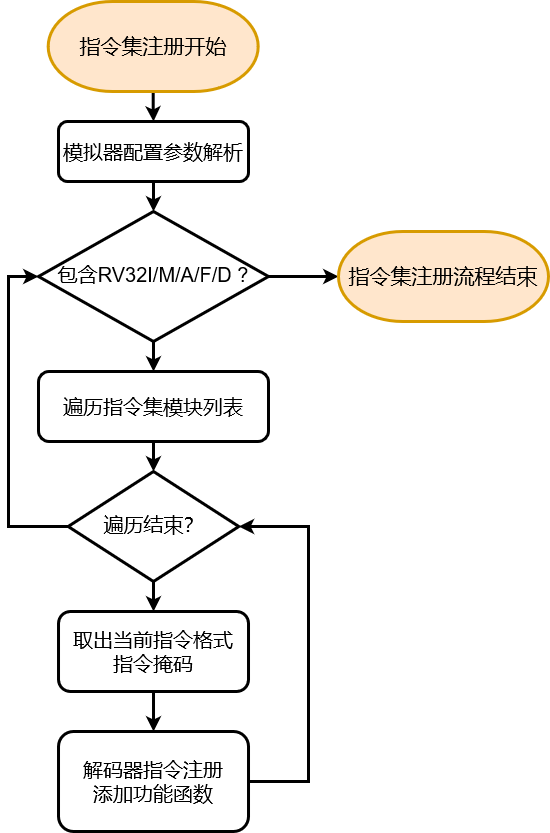 指令集注册开始
模拟器配置参数解析
包含RV32I/M/A/F/D？
指令集注册流程结束
遍历指令集模块列表
遍历结束?
取出当前指令格式
指令掩码
解码器指令注册
添加功能函数